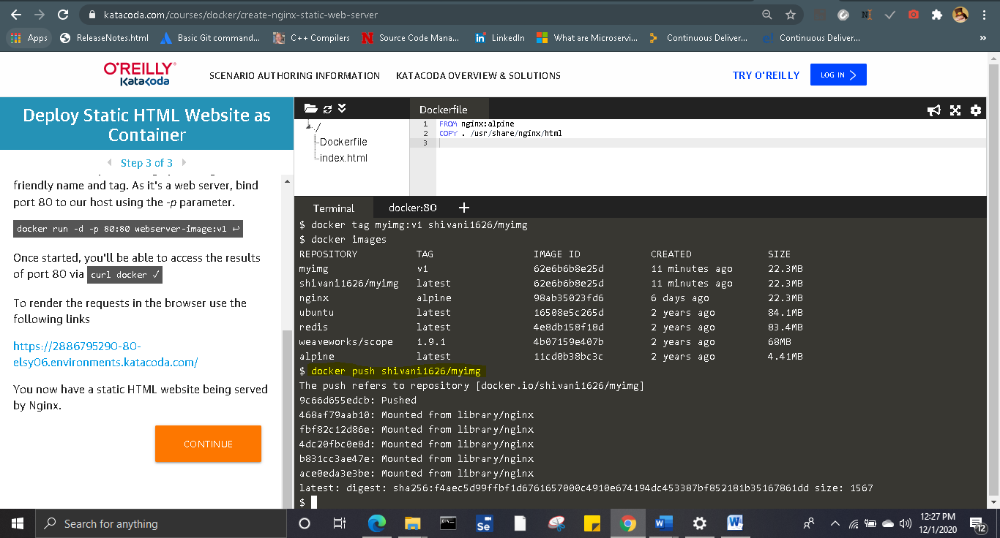 katacoda.com/courses/docker/create-nginx-static-web-server
Apps ReleaseNotes.html Basic Git command... C++ Compilers Source Code Mana... LinkedIn What are Microservi... Continuous Deliver... Continuous Deliver... »
O'REILLY
Katacoda
SCENARIO AUTHORING INFORMATION KATACODA OVERVIEW & SOLUTIONS TRY O'REILLY LOG IN
Deploy Static HTML Website as
Container
Step 3 of 3
friendly name and tag. As it's a web server, bind
port 80 to our host using the -p parameter.
docker run -d -p 80:80 webserver-image:v1 ↩
Once started, you'll be able to access the results
of port 80 via curl docker ✓
To render the requests in the browser use the
following links
https://2886795290-80-
elsy06.environments.katacoda.com/
You now have a static HTML website being served
by Nginx.
CONTINUE
/
Dockerfile
index.html
Dockerfile
1 FROM nginx:alpine
2 COPY . /usr/share/nginx/html
3
Terminal docker:80 +
$ docker tag myimg:v1 shivani1626/myimg
$ docker images
REPOSITORY TAG IMAGE ID CREATED SIZE
myimg v1 62e6b6b8e25d 11 minutes ago 22.3MB
shivani1626/myimg latest 62e6b6b8e25d 11 minutes ago 22.3MB
nginx alpine 98ab35023fd6 6 days ago 22.3MB
ubuntu latest 16508e5c265d 2 years ago 84.1MB
redis latest 4e8db158f18d 2 years ago 83.4MB
weaveworks/scope 1.9.1 4b07159e407b 2 years ago 68MB
alpine latest 11cd0b38bc3c 2 years ago 4.41MB
$ docker push shivani1626/myimg
The push refers to repository [docker.io/shivani1626/myimg]
9c66d655edcb: Pushed
468af79aab10: Mounted from library/nginx
fbf82c12d86e: Mounted from library/nginx
4dc20fbc0e8d: Mounted from library/nginx
b831cc3ae47e: Mounted from library/nginx
ace0eda3e3be: Mounted from library/nginx
latest: digest: sha256:f4aec5d99ffbf1d6761657000c4910e674194dc453387bf852181b35167861dd size: 1567
$
Search for anything
Se
12:27 PM
12/1/2020
12